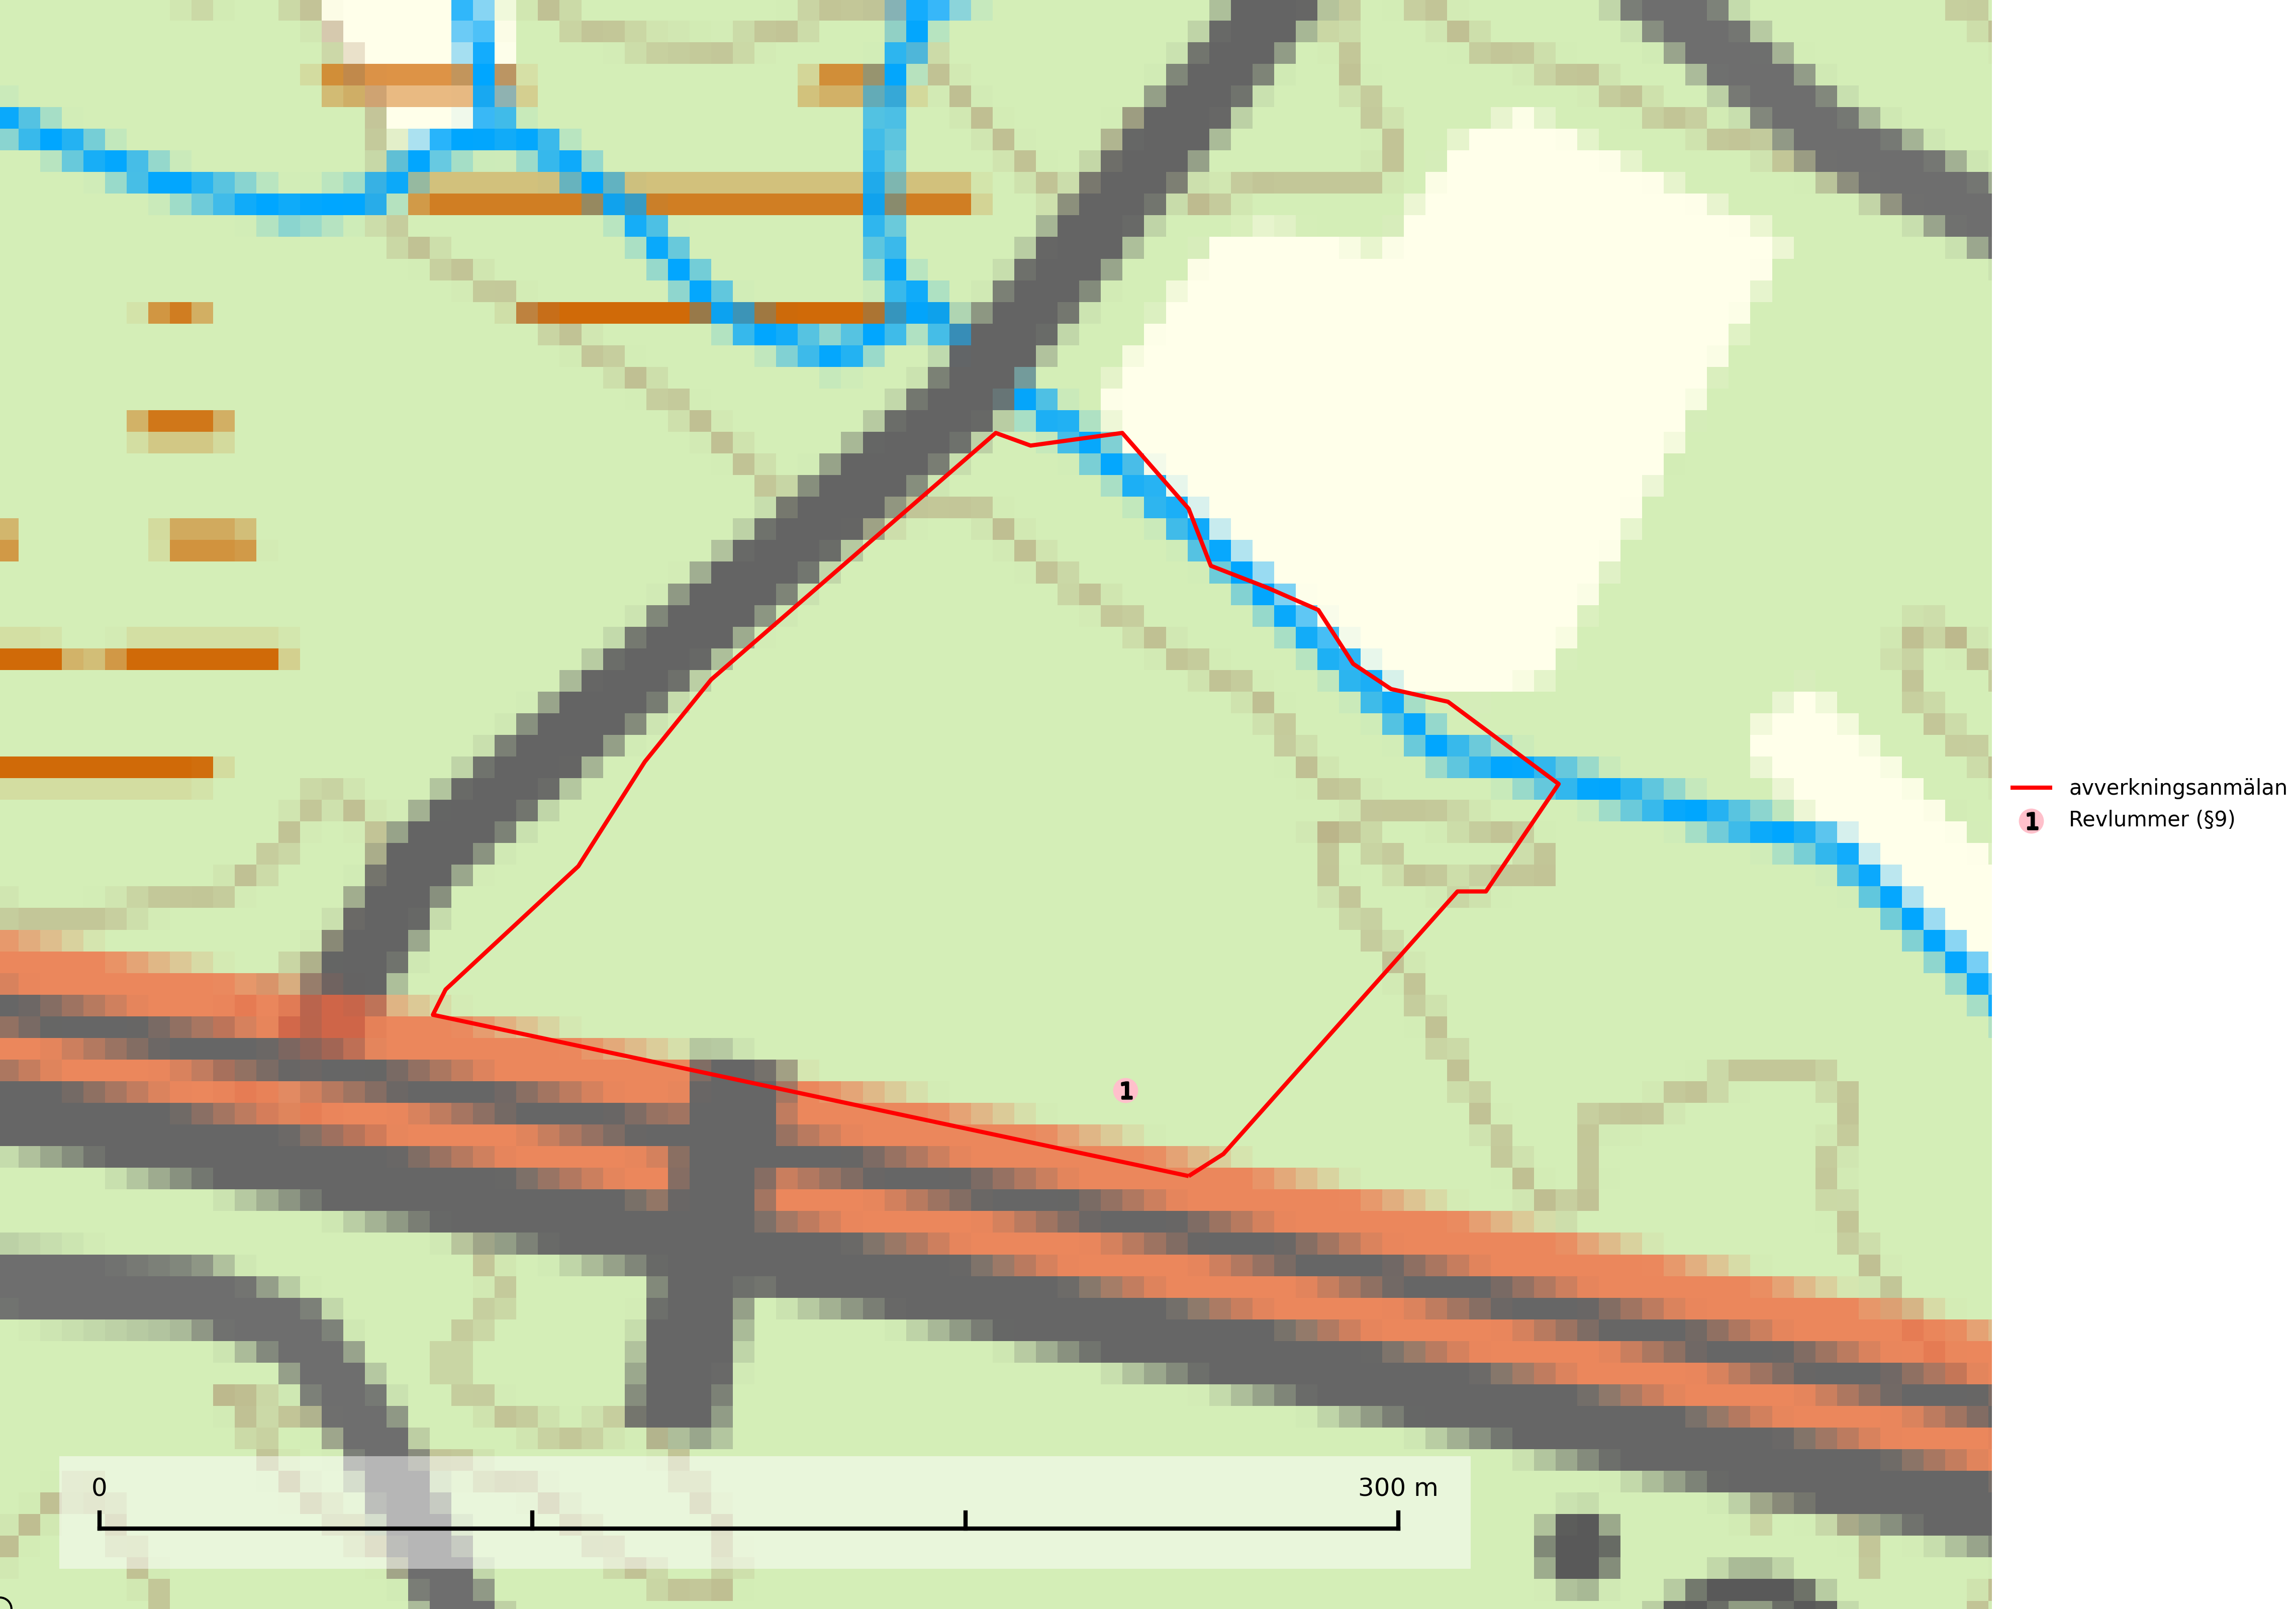 1
avverkningsanmälan
1 Revlummer (§9)
0 300 m